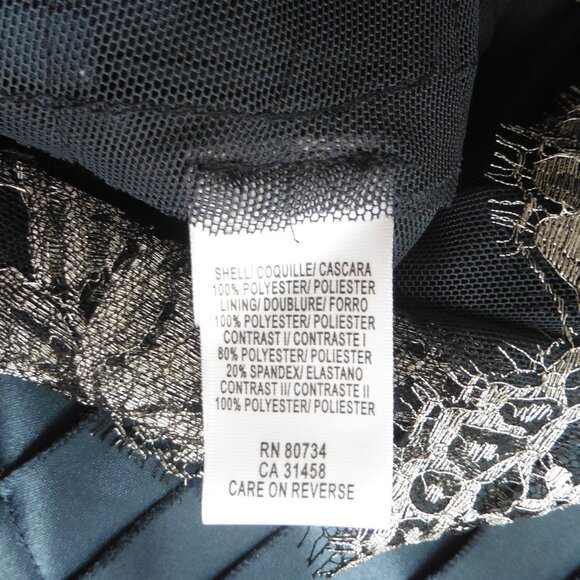 SHELL/ COQUILLE/ CASCARA
100% POLYESTER/ POLIESTER
LINING/ DOUBLURE/ FORRO
100% POLYESTER/ POLIESTER
CONTRAST I/ CONTRASTE I
80% POLYESTER/ POLIESTER
20% SPANDEX/ ELASTANO
CONTRAST II/ CONTRASTE II
100% POLYESTER/ POLIESTER
RN 80734
CA 31458
CARE ON REVERSE